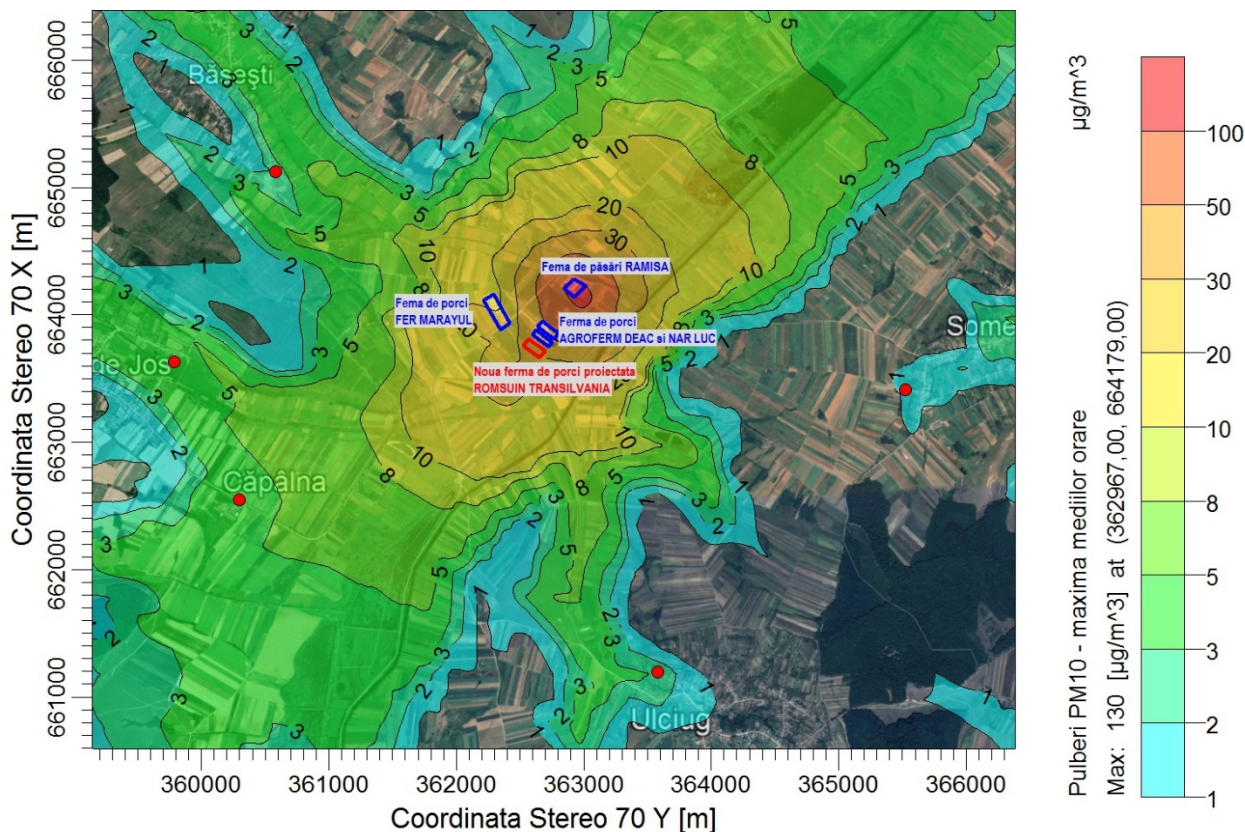 666000
665000
664000
663000
662000
661000
Coordinata Stereo 70 X [m]
360000
361000
362000
363000
364000
365000
366000
Coordinata Stereo 70 Y [m]
Băsești
de Jos
Căpâlna
Ulciug
Some
Fema de păsări RAMISA
Fema de porci
FER MARAYUL
Ferma de porci
AGROFERM DEAC si NAR LUC
Noua ferma de porci proiectata
ROMSUIN TRANSILVANIA
Pulberi PM10 - maxima mediilor orare
µg/m^3
Max: 130 [µg/m^3] at (362967,00, 664179,00)
100
50
30
20
10
8
5
3
2
1